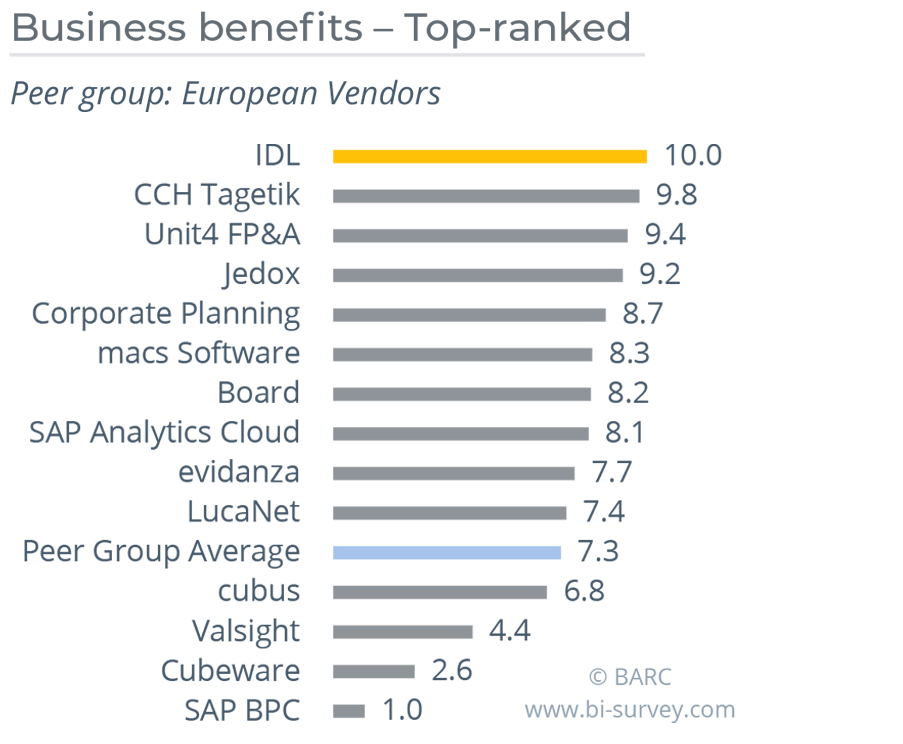 Business benefits – Top-ranked
Peer group: European Vendors
IDL 10.0
CCH Tagetik 9.8
Unit4 FP&A 9.4
Jedox 9.2
Corporate Planning 8.7
macs Software 8.3
Board 8.2
SAP Analytics Cloud 8.1
evidanza 7.7
LucaNet 7.4
Peer Group Average 7.3
cubus 6.8
Valsight 4.4
Cubeware 2.6
SAP BPC 1.0
© BARC
www.bi-survey.com